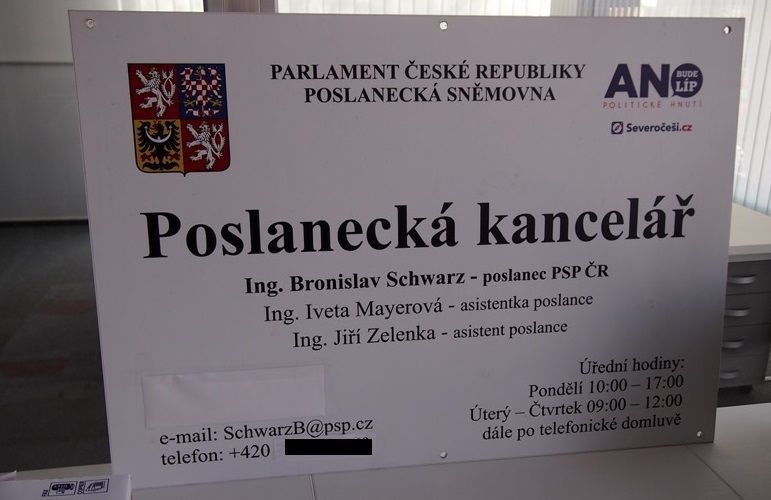 PARLAMENT ČESKÉ REPUBLIKY
POSLANECKÁ SNĚMOVNA
ANO
BUDE
LÍP
POLITICKÉ HNUTÍ
Severočeši.cz
Poslanecká kancelář
Ing. Bronislav Schwarz - poslanec PSP ČR
Ing. Iveta Mayerová - asistentka poslance
Ing. Jiří Zelenka - asistent poslance
Úřední hodiny:
Pondělí 10:00 – 17:00
Úterý – Čtvrtek 09:00 – 12:00
dále po telefonické domluvě
e-mail: SchwarzB@psp.cz
telefon: +420